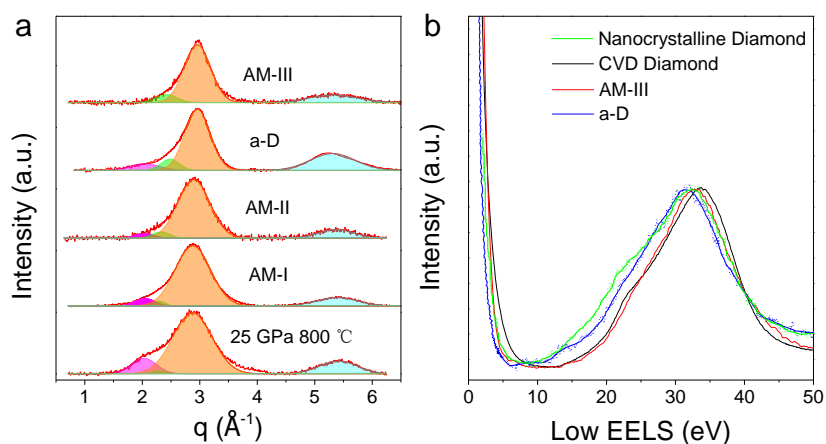 a
Intensity (a.u.)
AM-III
a-D
AM-II
AM-I
25 GPa 800 ℃
1 2 3 4 5 6
q (Å⁻¹)
b
Intensity (a.u.)
Nanocrystalline Diamond
CVD Diamond
AM-III
a-D
0 10 20 30 40 50
Low EELS (eV)